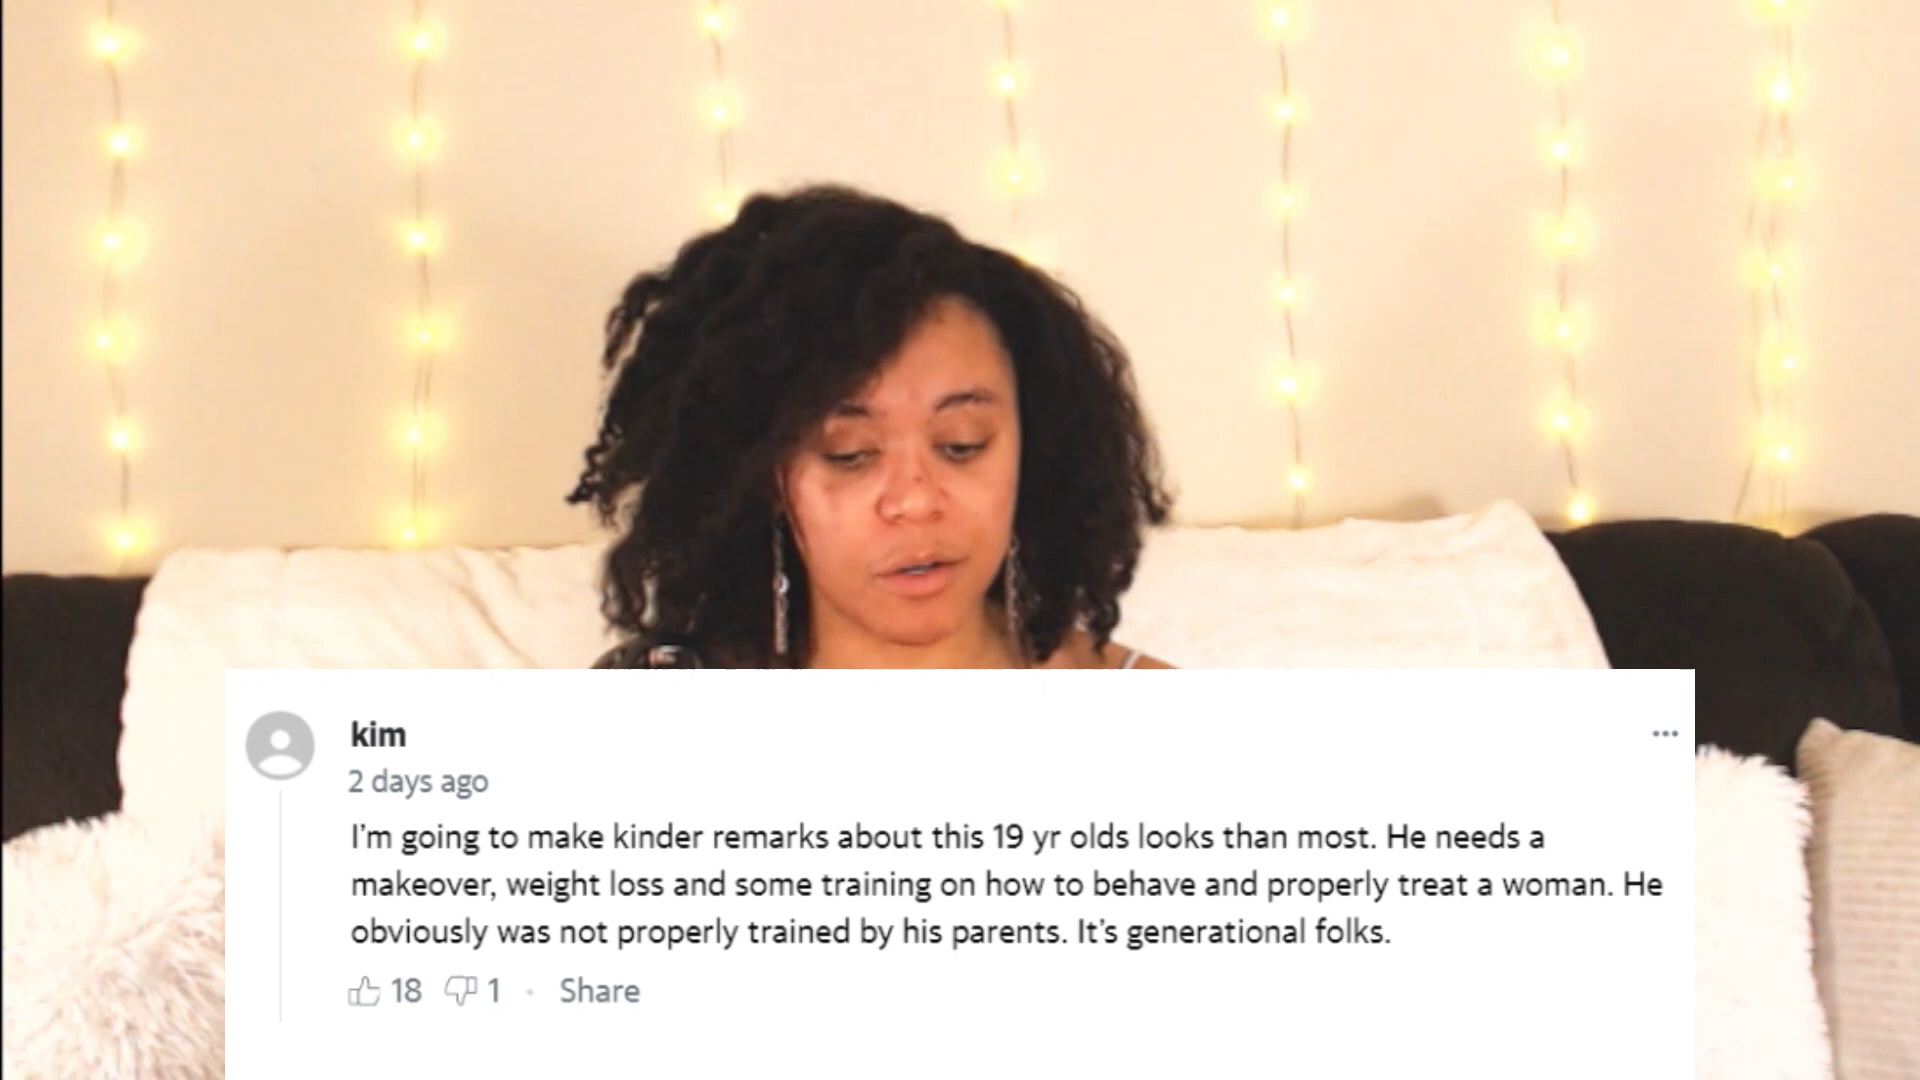 kim
2 days ago
I'm going to make kinder remarks about this 19 yr olds looks than most. He needs a
makeover, weight loss and some training on how to behave and properly treat a woman. He
obviously was not properly trained by his parents. It's generational folks.
18 1 · Share